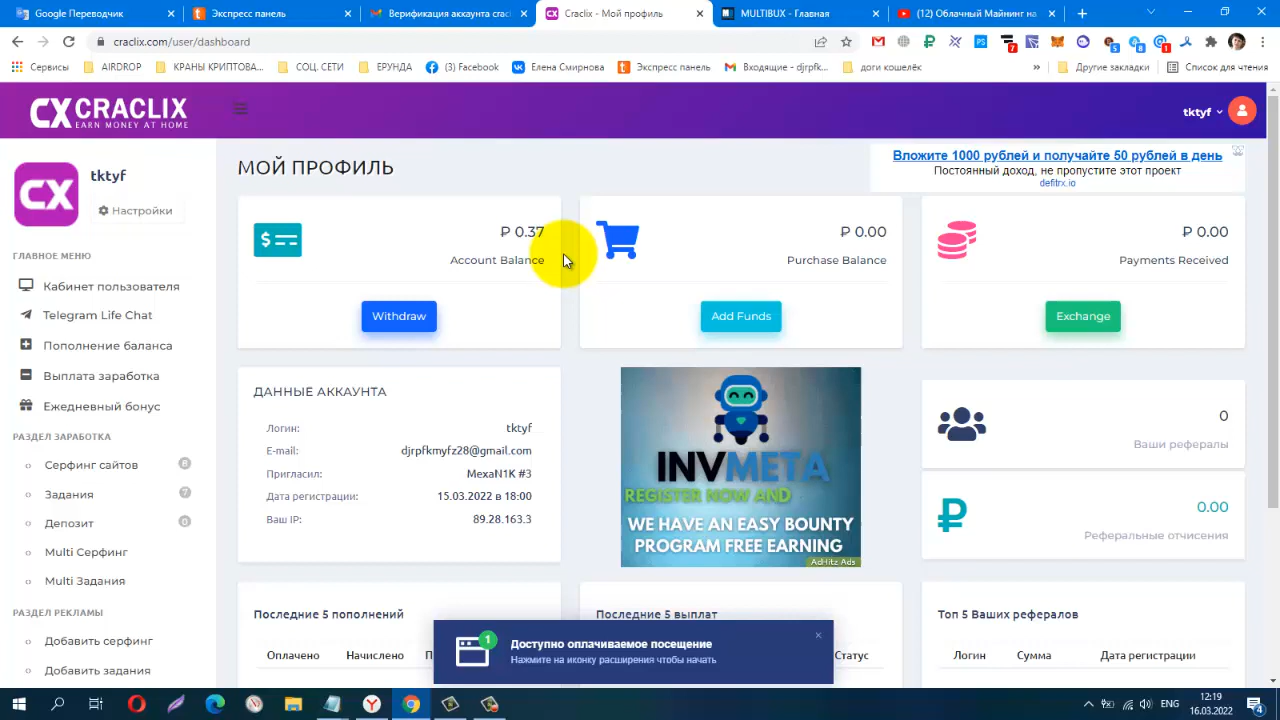 Google Переводчик
Экспресс панель
Верификация аккаунта crac
Craclix - Мой профиль
MULTIBUX - Главная
(12) Облачный Майнинг на
craclix.com/user/dashboard
Сервисы
AIRDROP
КРАНЫ КРИПТОВА...
СОЦ. СЕТИ
ЕРУНДА
(3) Facebook
Елена Смирнова
Экспресс панель
Входящие - djrpfk...
доги кошелёк
»
Другие закладки
Список для чтения
CX CRACLIX
EARN MONEY AT HOME
tktyf
CX
tktyf
Настройки
ГЛАВНОЕ МЕНЮ
Кабинет пользователя
Telegram Life Chat
Пополнение баланса
Выплата заработка
Ежедневный бонус
РАЗДЕЛ ЗАРАБОТКА
Серфинг сайтов 8
Задания 7
Депозит 0
Multi Серфинг
Multi Задания
РАЗДЕЛ РЕКЛАМЫ
Добавить серфинг
Добавить задания
МОЙ ПРОФИЛЬ
Вложите 1000 рублей и получайте 50 рублей в день
Постоянный доход, не пропустите этот проект
defitrx.io
₽ 0.37
Account Balance
Withdraw
₽ 0.00
Purchase Balance
Add Funds
₽ 0.00
Payments Received
Exchange
ДАННЫЕ АККАУНТА
Логин: tktyf
E-mail: djrpfkmyfz28@gmail.com
Пригласил: MexaN1K #3
Дата регистрации: 15.03.2022 в 18:00
Ваш IP: 89.28.163.3
INVMETA
REGISTER NOW AND
WE HAVE AN EASY BOUNTY
PROGRAM FREE EARNING
AdHitz Ads
0
Ваши рефералы
₽
0.00
Реферальные отчисения
Последние 5 пополнений
Оплачено Начислено
Последние 5 выплат
Статус
Топ 5 Ваших рефералов
Логин Сумма Дата регистрации
1
Доступно оплачиваемое посещение
Нажмите на иконку расширения чтобы начать
ENG
12:19
16.03.2022
4